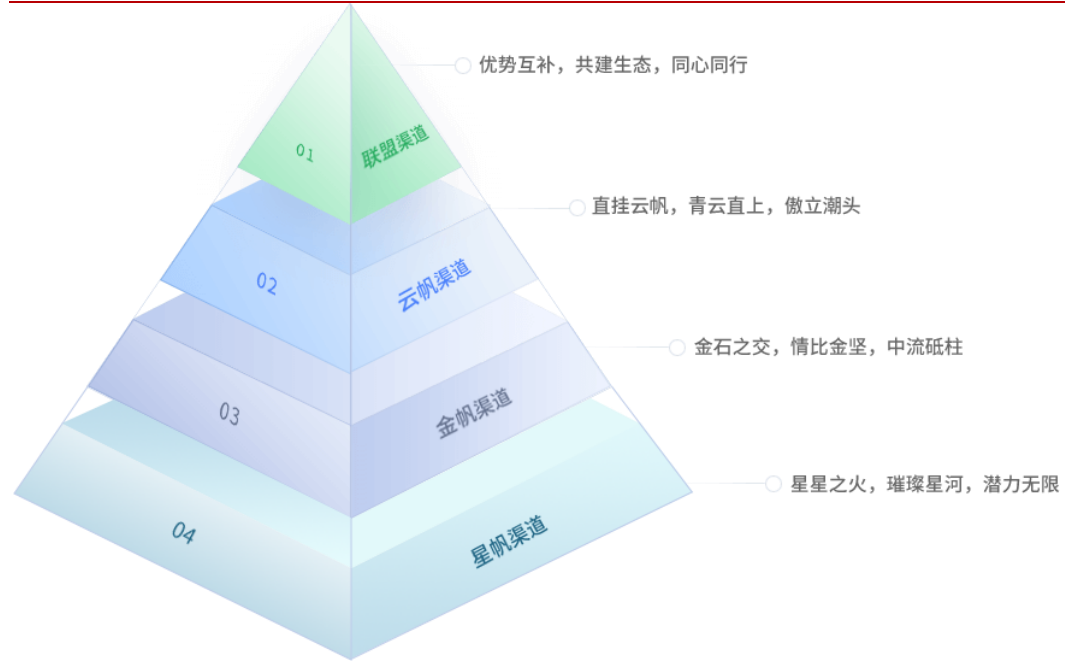 优势互补，共建生态，同心同行
01
联盟渠道
直挂云帆，青云直上，傲立潮头
02
云帆渠道
金石之交，情比金坚，中流砥柱
03
金帆渠道
星星之火，璀璨星河，潜力无限
04
星帆渠道